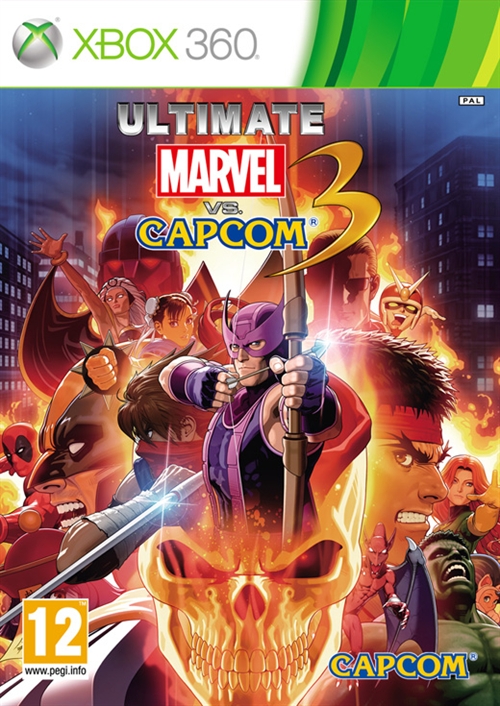 XBOX 360.
PAL
ULTIMATE
MARVEL
VS.
CAPCOM® 3
12
www.pegi.info
CAPCOM®